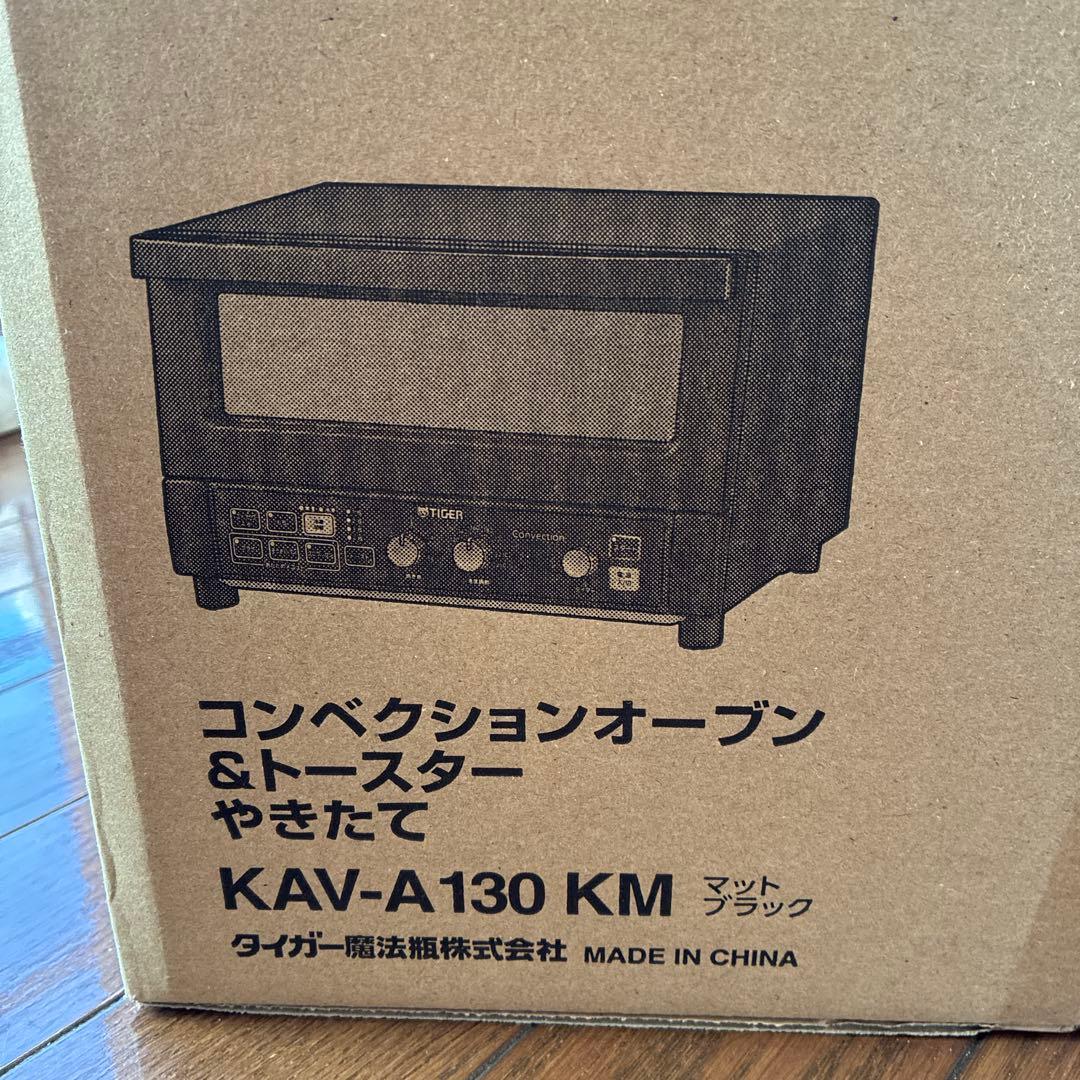 TIGER
Convection
コンベクションオーブン
&トースター
やきたて
KAV-A130 KM マット
ブラック
タイガー魔法瓶株式会社 MADE IN CHINA